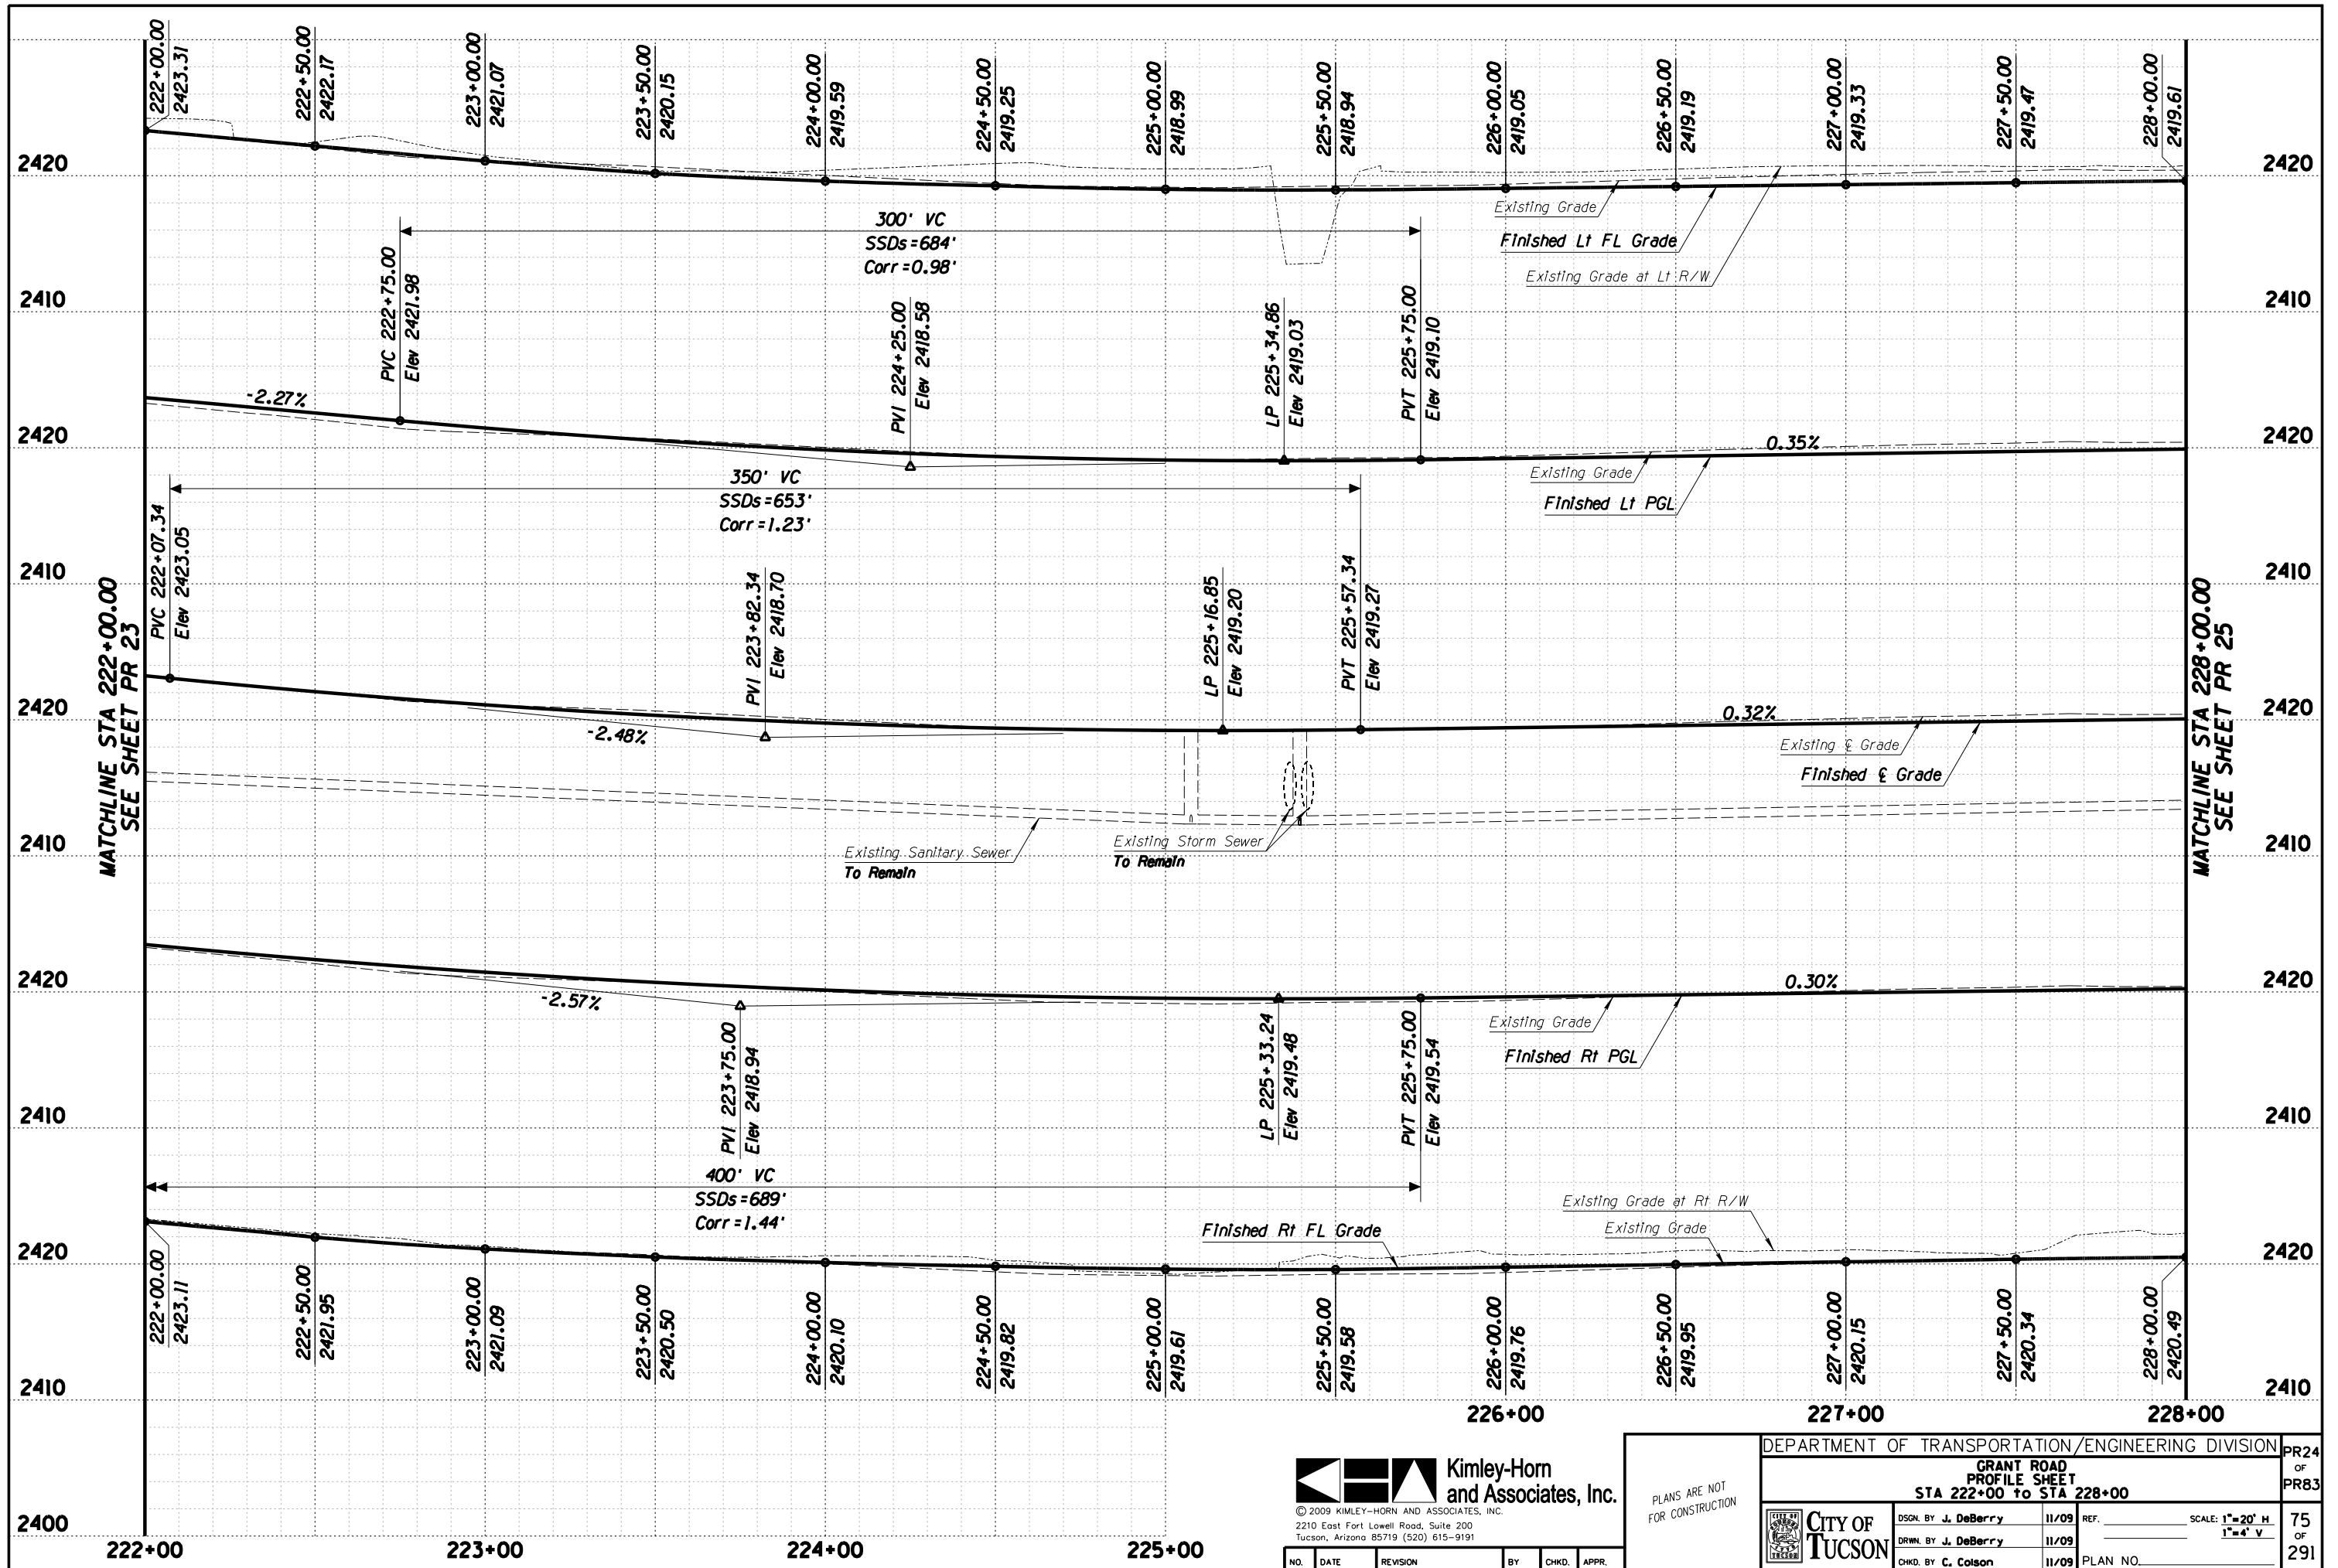 222+00.00
2423.31
222+50.00
2422.17
223+00.00
2421.07
223+50.00
2420.15
224+00.00
2419.59
224+50.00
2419.25
225+00.00
2418.99
225+50.00
2418.94
226+00.00
2419.05
226+50.00
2419.19
227+00.00
2419.33
227+50.00
2419.47
228+00.00
2419.61
2420
2420
Existing Grade
Finished Lt FL Grade
Existing Grade at Lt R/W
300' VC
SSDs=684'
Corr=0.98'
2410
2410
PVC 222+75.00
Elev 2421.98
PVI 224+25.00
Elev 2418.58
LP 225+34.86
Elev 2419.03
PVT 225+75.00
Elev 2419.10
-2.27%
0.35%
2420
2420
Existing Grade
Finished Lt PGL
350' VC
SSDs=653'
Corr=1.23'
2410
2410
MATCHLINE STA 222+00.00
SEE SHEET PR 23
PVC 222+07.34
Elev 2423.05
PVI 223+82.34
Elev 2418.70
LP 225+16.85
Elev 2419.20
PVT 225+57.34
Elev 2419.27
MATCHLINE STA 228+00.00
SEE SHEET PR 25
2420
2420
-2.48%
0.32%
Existing ℄ Grade
Finished ℄ Grade
2410
2410
Existing Sanitary Sewer
To Remain
Existing Storm Sewer
To Remain
2420
2420
-2.57%
0.30%
Existing Grade
Finished Rt PGL
PVI 223+75.00
Elev 2418.94
LP 225+33.24
Elev 2419.48
PVT 225+75.00
Elev 2419.54
2410
2410
400' VC
SSDs=689'
Corr=1.44'
Finished Rt FL Grade
Existing Grade at Rt R/W
Existing Grade
2420
2420
222+00.00
2423.11
222+50.00
2421.95
223+00.00
2421.09
223+50.00
2420.50
224+00.00
2420.10
224+50.00
2419.82
225+00.00
2419.61
225+50.00
2419.58
226+00.00
2419.76
226+50.00
2419.95
227+00.00
2420.15
227+50.00
2420.34
228+00.00
2420.49
2410
2410
226+00
227+00
228+00
2400
222+00
223+00
224+00
225+00
Kimley-Horn
and Associates, Inc.
© 2009 KIMLEY-HORN AND ASSOCIATES, INC.
2210 East Fort Lowell Road, Suite 200
Tucson, Arizona 85719 (520) 615-9191
NO. DATE REVISION BY CHKD. APPR.
PLANS ARE NOT
FOR CONSTRUCTION
DEPARTMENT OF TRANSPORTATION/ENGINEERING DIVISION
GRANT ROAD
PROFILE SHEET
STA 222+00 to STA 228+00
PR24
OF
PR83
CITY OF
TUCSON
CITY OF
TUCSON
DSGN. BY J. DeBerry 11/09
DRWN. BY J. DeBerry 11/09
CHKD. BY C. Colson 11/09
REF.
SCALE: 1"=20' H
1"=4' V
PLAN NO.
75
OF
291